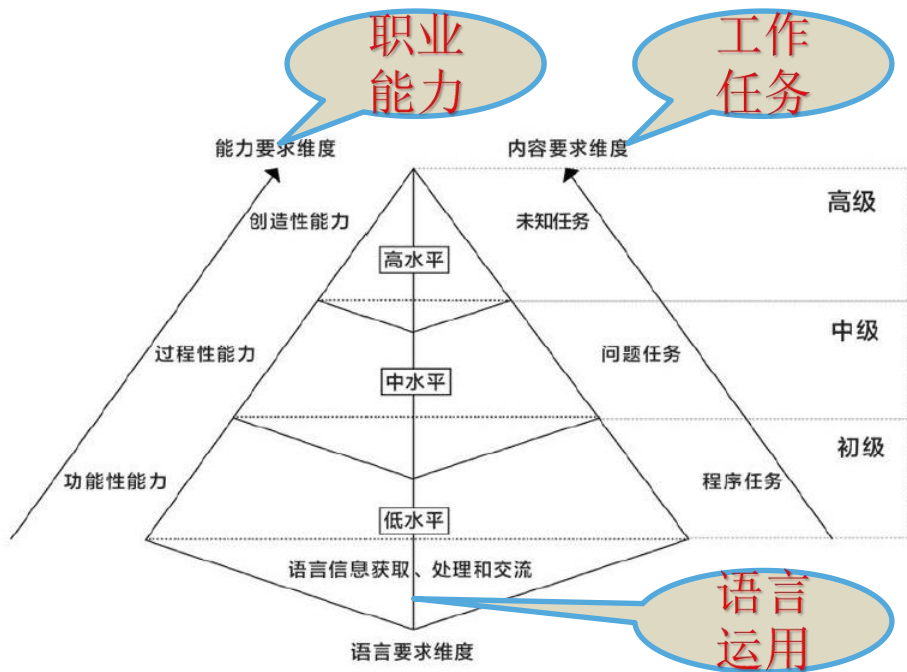 职业
能力
工作
任务
能力要求维度
内容要求维度
创造性能力
未知任务
高级
高水平
过程性能力
中水平
问题任务
中级
功能性能力
低水平
程序任务
初级
语言信息获取、处理和交流
语言要求维度
语言
运用